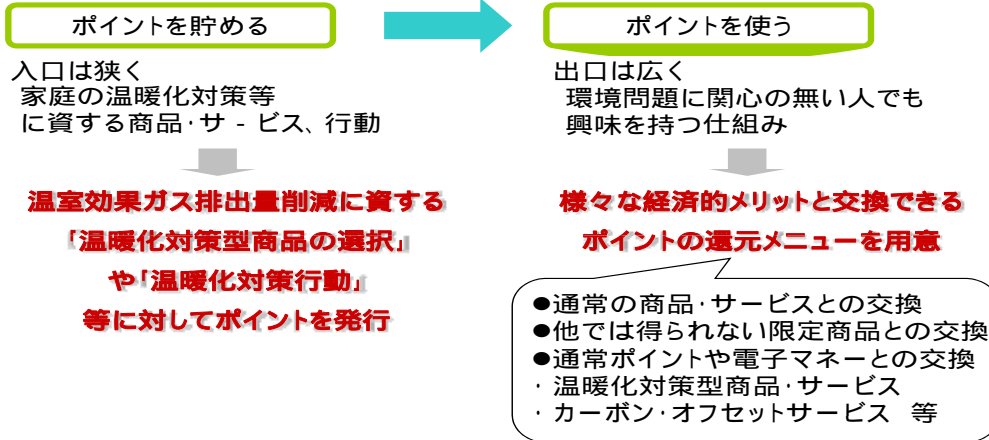 ポイントを貯める
入口は狭く
家庭の温暖化対策等
に資する商品･サ - ビス、行動
温室効果ガス排出量削減に資する
｢温暖化対策型商品の選択｣
や｢温暖化対策行動｣
等に対してポイントを発行
ポイントを使う
出口は広く
環境問題に関心の無い人でも
興味を持つ仕組み
様々な経済的メリットと交換できる
ポイントの還元メニューを用意
●通常の商品･サービスとの交換
●他では得られない限定商品との交換
●通常ポイントや電子マネーとの交換
･ 温暖化対策型商品･サービス
･ カーボン･オフセットサービス 等